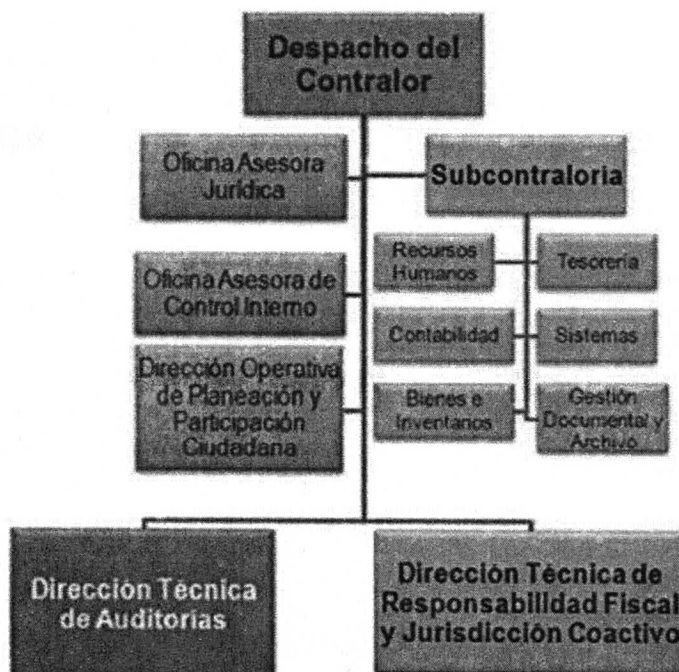 Despacho del
Contralor
Oficina Asesora
Jurídica
Subcontraloria
Recursos
Humanos
Tesorería
Oficina Asesora de
Control Interno
Contabilidad
Sistemas
Dirección Operativa
de Planeación y
Participación
Ciudadana
Bienes e
Inventarios
Gestión
Documental y
Archivo
Dirección Técnica
de Auditorías
Dirección Técnica de
Responsabilidad Fiscal
y Jurisdicción Coactivo